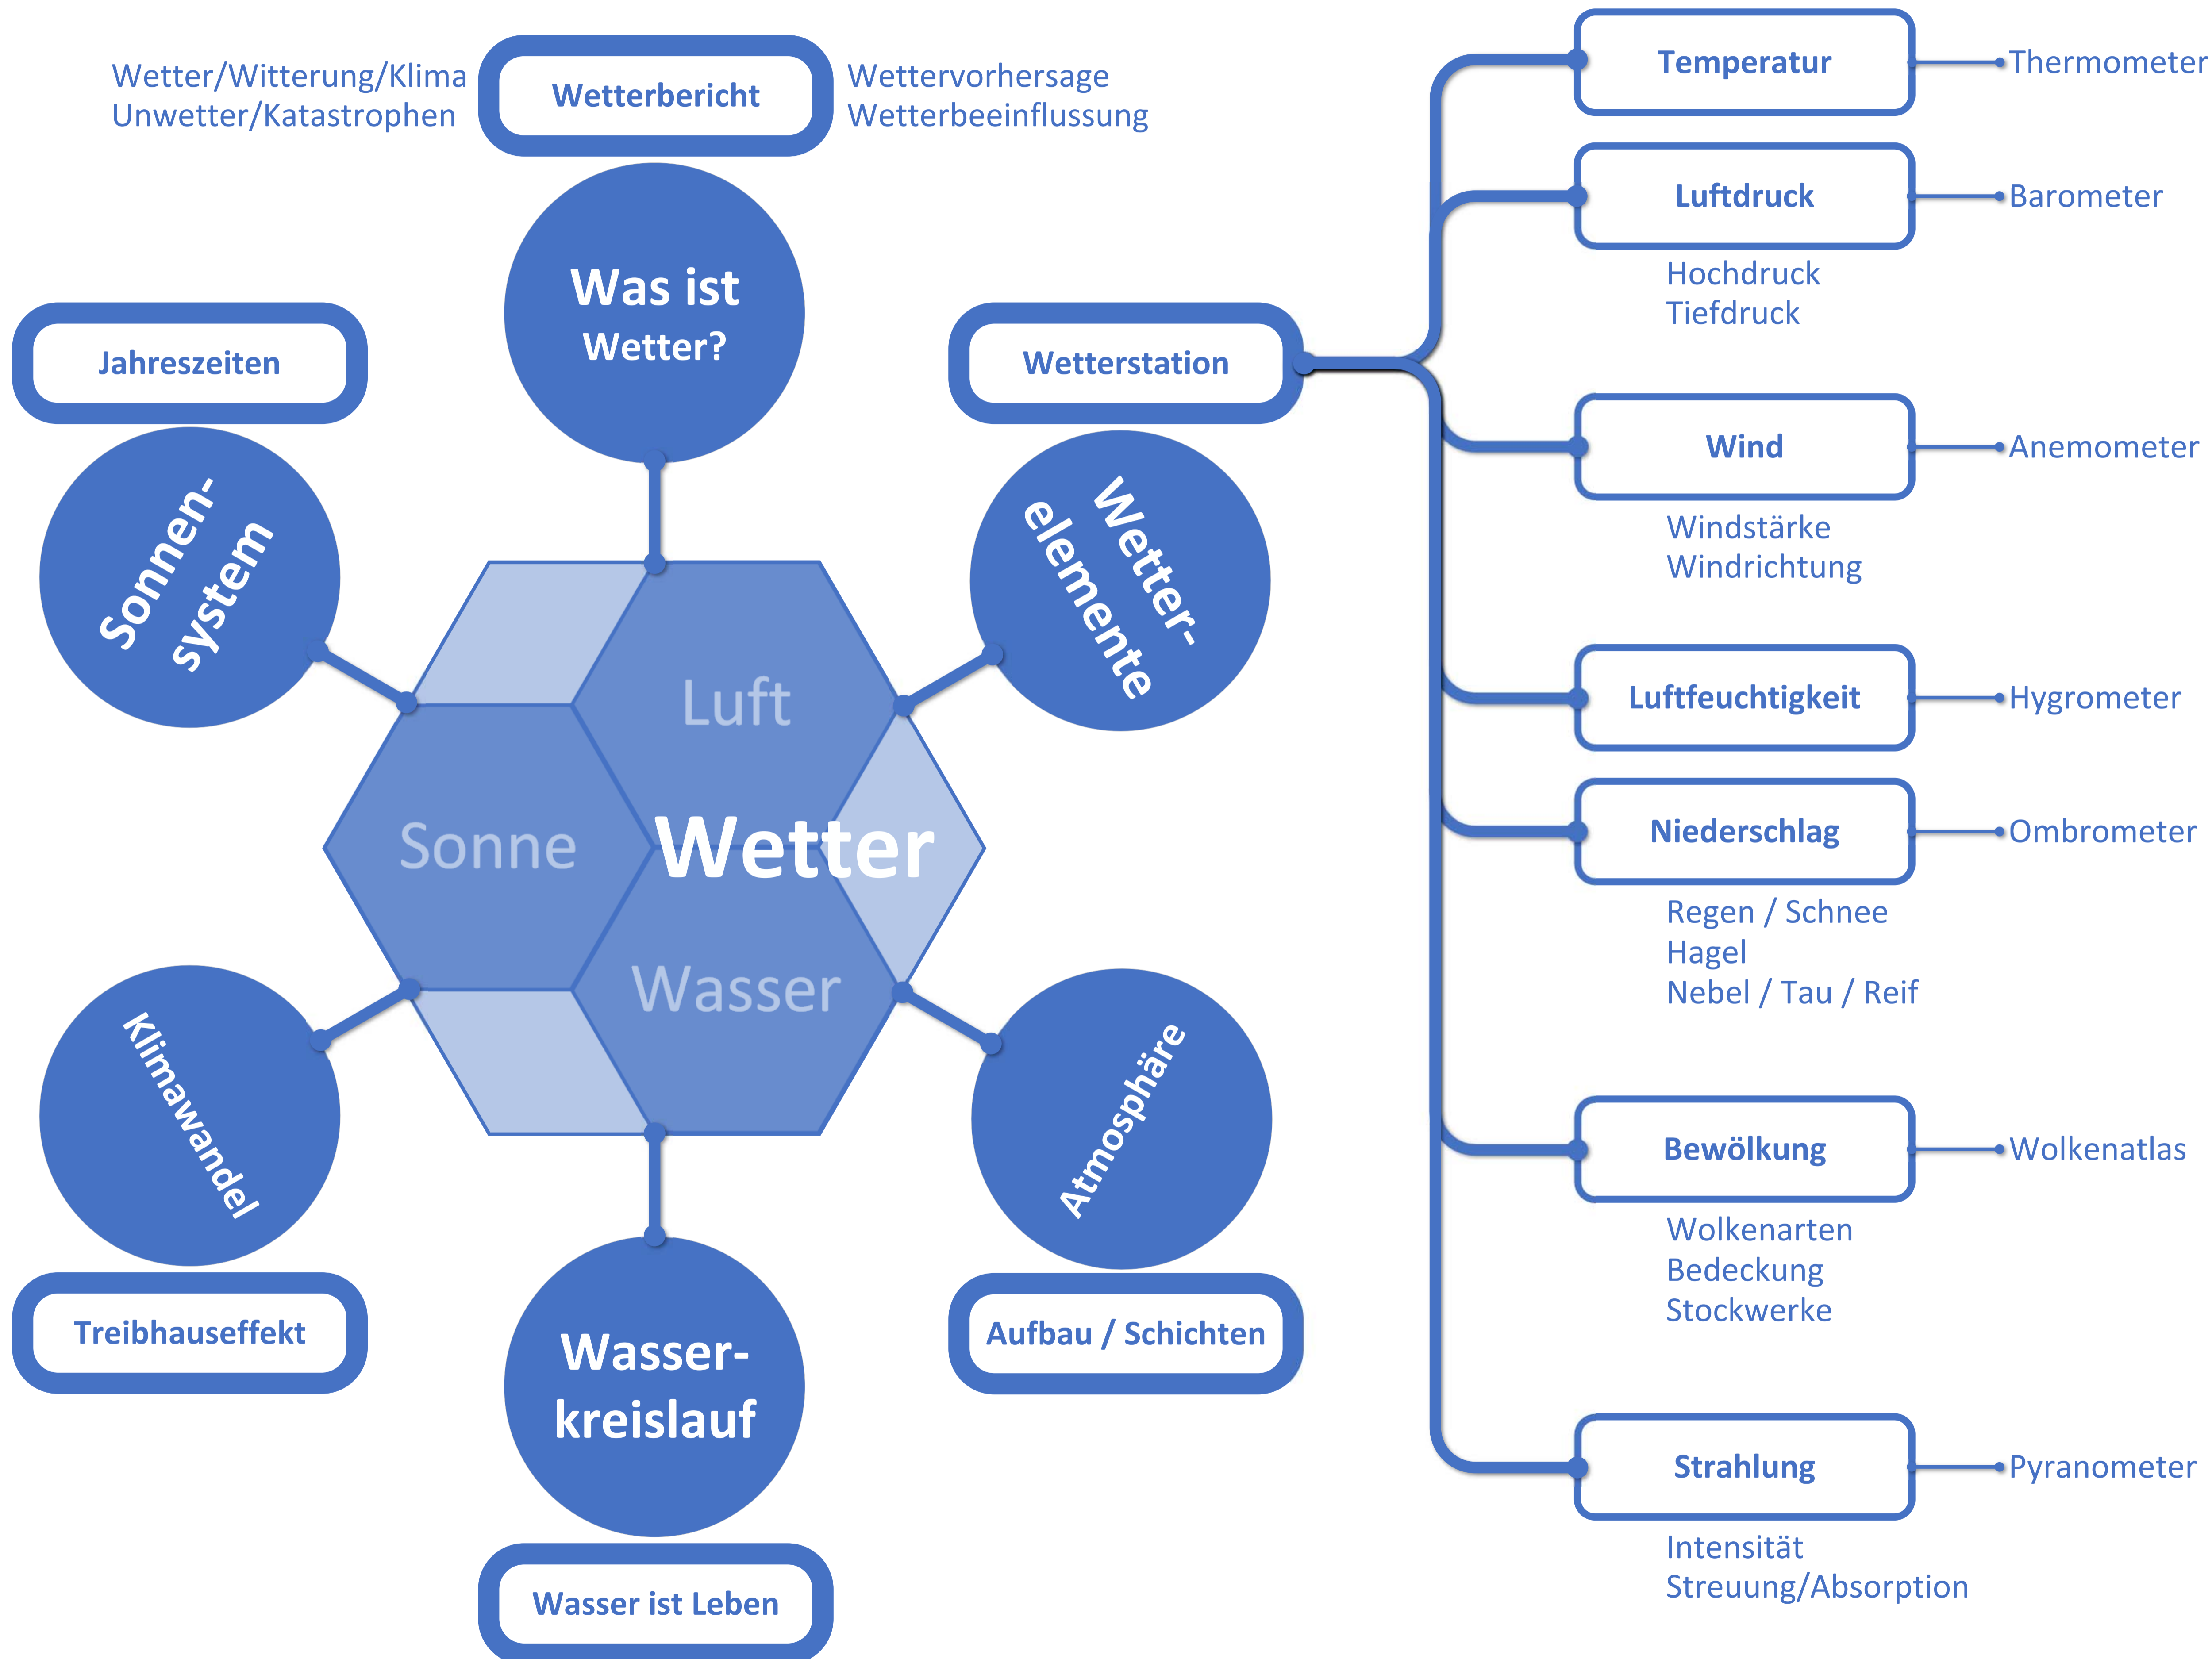 Wetter/Witterung/Klima
Unwetter/Katastrophen
Wetterbericht
Wettervorhersage
Wetterbeeinflussung
Was ist
Wetter?
Jahreszeiten
Sonnen-
system
Wetterstation
Wetter-
elemente
Luft
Sonne
Wetter
Wasser
Klimawandel
Treibhauseffekt
Atmosphäre
Aufbau / Schichten
Wasser-
kreislauf
Wasser ist Leben
Temperatur
Thermometer
Luftdruck
Barometer
Hochdruck
Tiefdruck
Wind
Anemometer
Windstärke
Windrichtung
Luftfeuchtigkeit
Hygrometer
Niederschlag
Ombrometer
Regen / Schnee
Hagel
Nebel / Tau / Reif
Bewölkung
Wolkenatlas
Wolkenarten
Bedeckung
Stockwerke
Strahlung
Pyranometer
Intensität
Streuung/Absorption